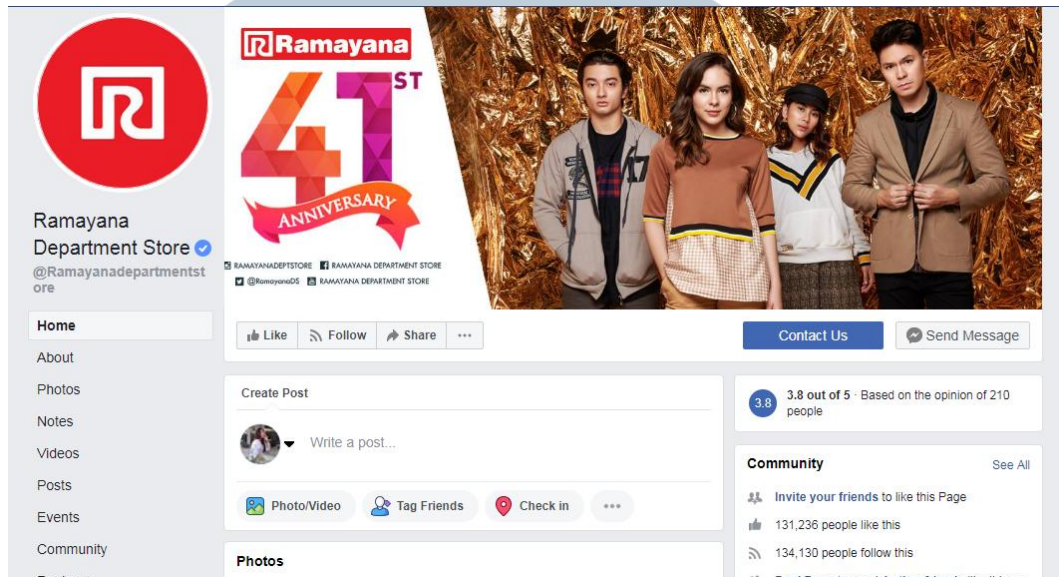 Ramayana
41ST
ANNIVERSARY
RAMAYANADEPTSTORE RAMAYANA DEPARTMENT STORE
@RamayanaDS RAMAYANA DEPARTMENT STORE
17
R
Ramayana
Department Store
@Ramayanadepartmentst
ore
Home
About
Photos
Notes
Videos
Posts
Events
Community
Like Follow Share ...
Contact Us Send Message
Create Post
Write a post...
Photo/Video Tag Friends Check in ...
Photos
3.8 3.8 out of 5 · Based on the opinion of 210
people
Community See All
Invite your friends to like this Page
131,236 people like this
134,130 people follow this